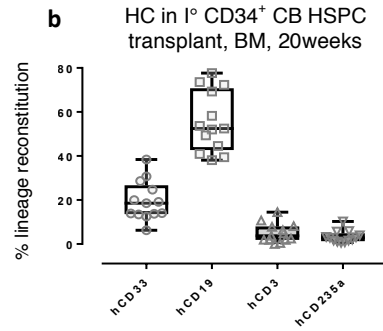 b
HC in I° CD34⁺ CB HSPC
transplant, BM, 20weeks
% lineage reconstitution
80
60
40
20
0
hCD33
hCD19
hCD3
hCD235a